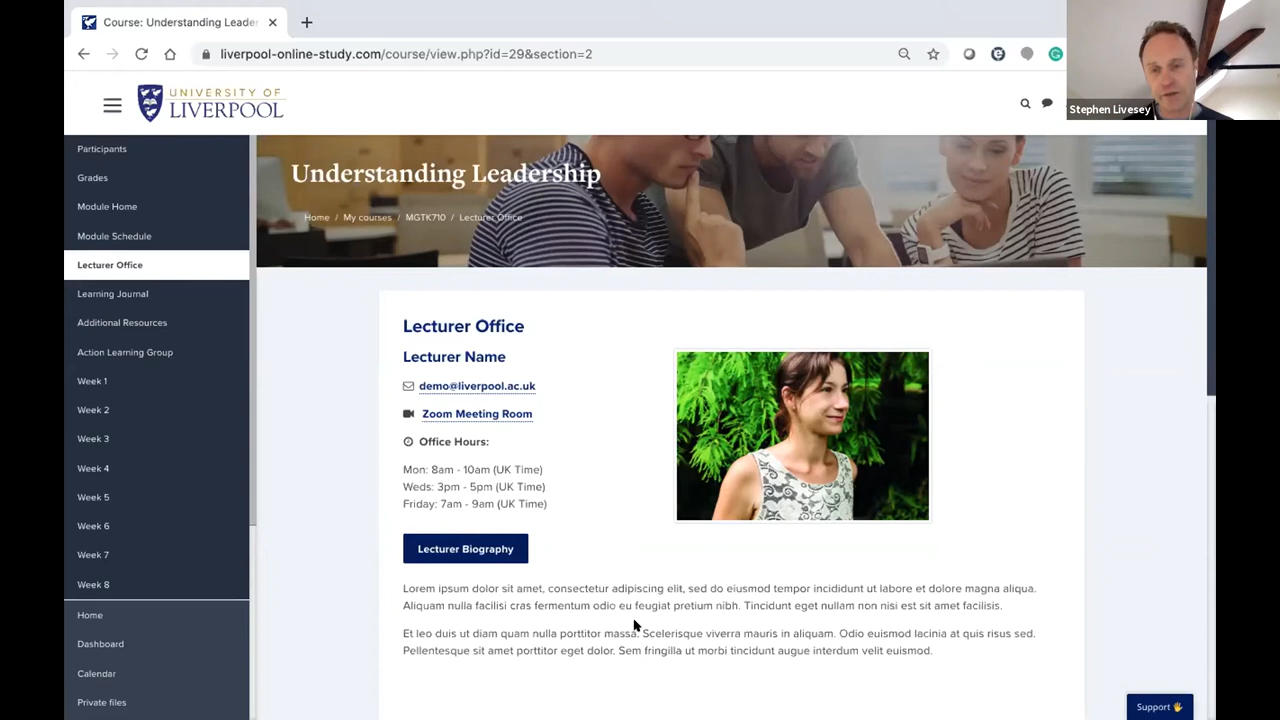 Course: Understanding Leader
liverpool-online-study.com/course/view.php?id=29&section=2
Stephen Livesey
UNIVERSITY OF
LIVERPOOL
Participants
Grades
Module Home
Module Schedule
Lecturer Office
Learning Journal
Additional Resources
Action Learning Group
Week 1
Week 2
Week 3
Week 4
Week 5
Week 6
Week 7
Week 8
Home
Dashboard
Calendar
Private files
Understanding Leadership
Home / My courses / MGTK710 / Lecturer Office
Lecturer Office
Lecturer Name
demo@liverpool.ac.uk
Zoom Meeting Room
Office Hours:
Mon: 8am - 10am (UK Time)
Weds: 3pm - 5pm (UK Time)
Friday: 7am - 9am (UK Time)
Lecturer Biography
Lorem ipsum dolor sit amet, consectetur adipiscing elit, sed do eiusmod tempor incididunt ut labore et dolore magna aliqua.
Aliquam nulla facilisi cras fermentum odio eu feugiat pretium nibh. Tincidunt eget nullam non nisi est sit amet facilisis.
Et leo duis ut diam quam nulla porttitor massa. Scelerisque viverra mauris in aliquam. Odio euismod lacinia at quis risus sed.
Pellentesque sit amet porttitor eget dolor. Sem fringilla ut morbi tincidunt augue interdum velit euismod.
Support